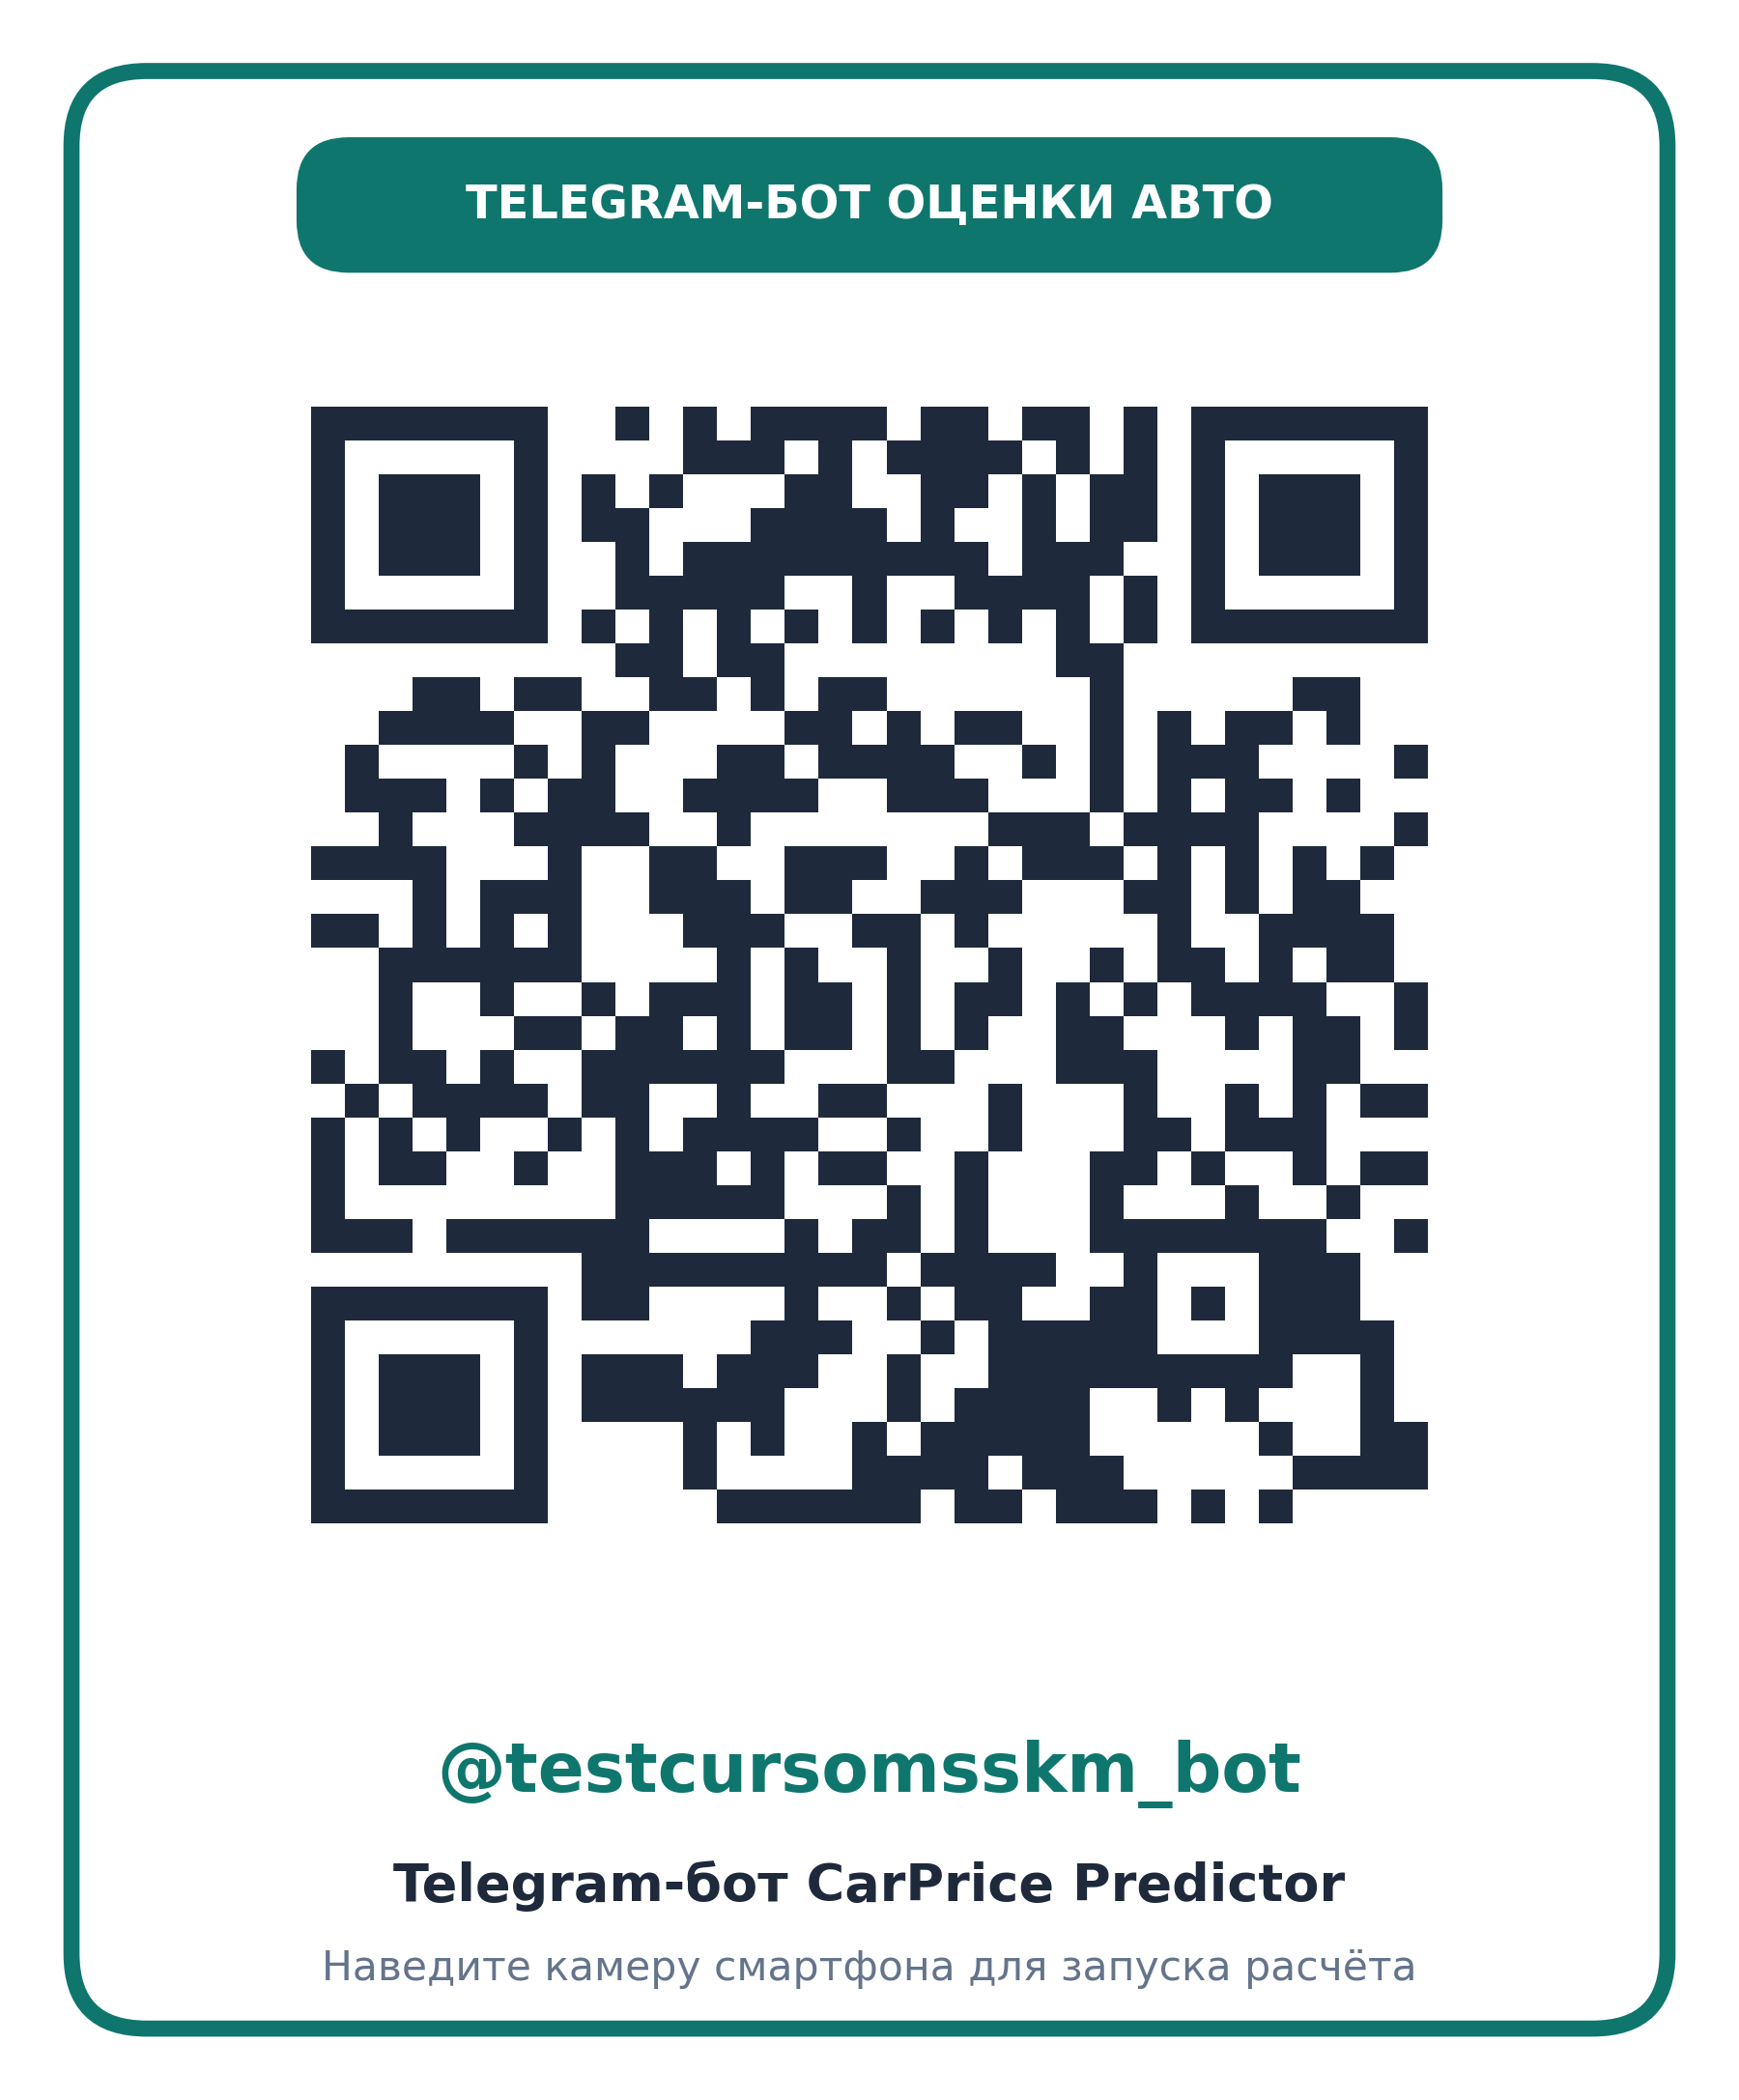 TELEGRAM-БОТ ОЦЕНКИ АВТО
@testcursomsskm_bot
Telegram-бот CarPrice Predictor
Наведите камеру смартфона для запуска расчёта